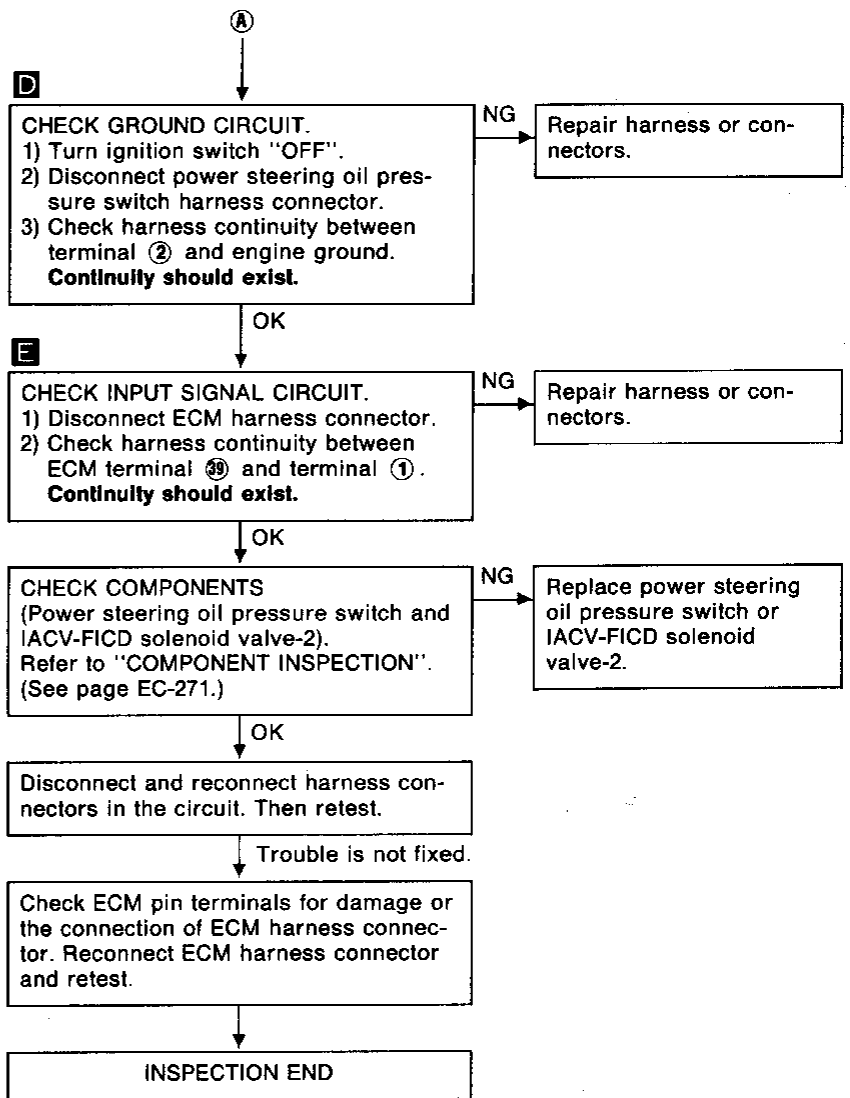 Ⓐ
D
CHECK GROUND CIRCUIT.
1) Turn ignition switch "OFF".
2) Disconnect power steering oil pres-
sure switch harness connector.
3) Check harness continuity between
terminal ② and engine ground.
Continuity should exist.
NG
Repair harness or con-
nectors.
OK
E
CHECK INPUT SIGNAL CIRCUIT.
1) Disconnect ECM harness connector.
2) Check harness continuity between
ECM terminal ㊴ and terminal ①.
Continuity should exist.
NG
Repair harness or con-
nectors.
OK
CHECK COMPONENTS
(Power steering oil pressure switch and
IACV-FICD solenoid valve-2).
Refer to "COMPONENT INSPECTION".
(See page EC-271.)
NG
Replace power steering
oil pressure switch or
IACV-FICD solenoid
valve-2.
OK
Disconnect and reconnect harness con-
nectors in the circuit. Then retest.
Trouble is not fixed.
Check ECM pin terminals for damage or
the connection of ECM harness connec-
tor. Reconnect ECM harness connector
and retest.
INSPECTION END